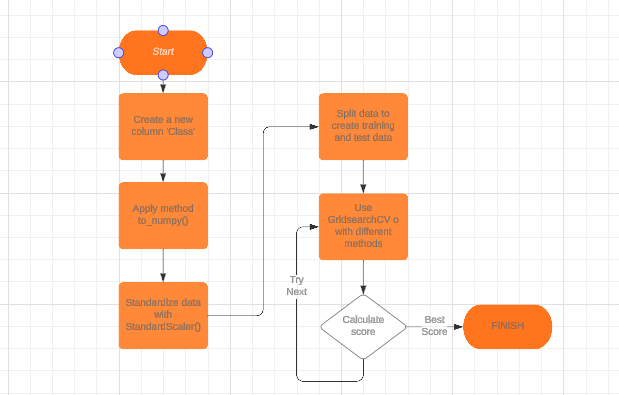 Start
Create a new
column 'Class'
Apply method
to_numpy()
Standardize data
with
StandardScaler()
Split data to
create training
and test data
Use
GridsearchCV o
with different
methods
Try
Next
Calculate
score
Best
Score
FINISH